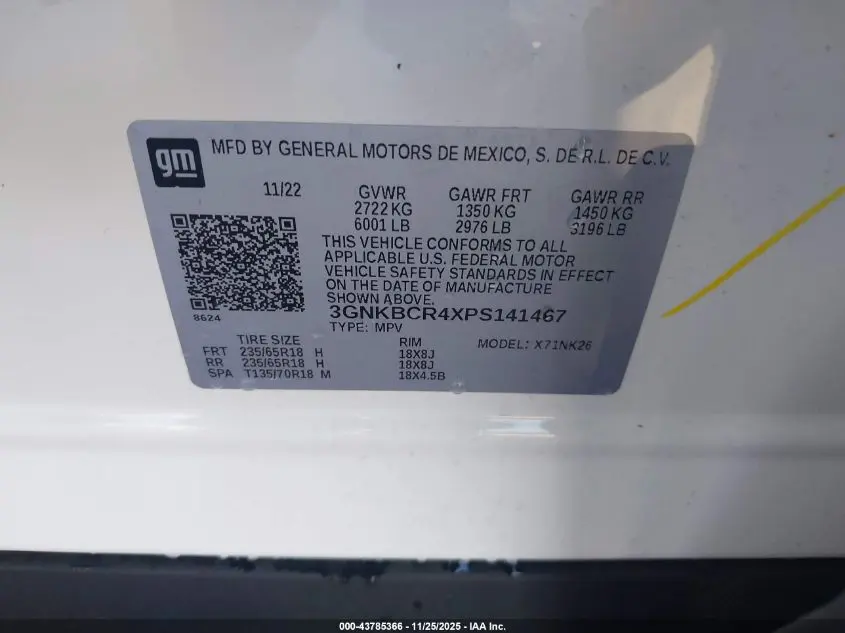 gm
MFD BY GENERAL MOTORS DE MEXICO, S. DE R.L. DE C.V.
11/22 GVWR GAWR FRT GAWR RR
2722 KG 1350 KG 1450 KG
6001 LB 2976 LB 3196 LB
THIS VEHICLE CONFORMS TO ALL
APPLICABLE U.S. FEDERAL MOTOR
VEHICLE SAFETY STANDARDS IN EFFECT
ON THE DATE OF MANUFACTURE
SHOWN ABOVE.
8624
3GNKBCR4XPS141467
TYPE: MPV
TIRE SIZE RIM MODEL: X71NK26
FRT 235/65R18 H 18X8J
RR 235/65R18 H 18X8J
SPA T135/70R18 M 18X4.5B
000-43785366 - 11/25/2025 - IAA Inc.